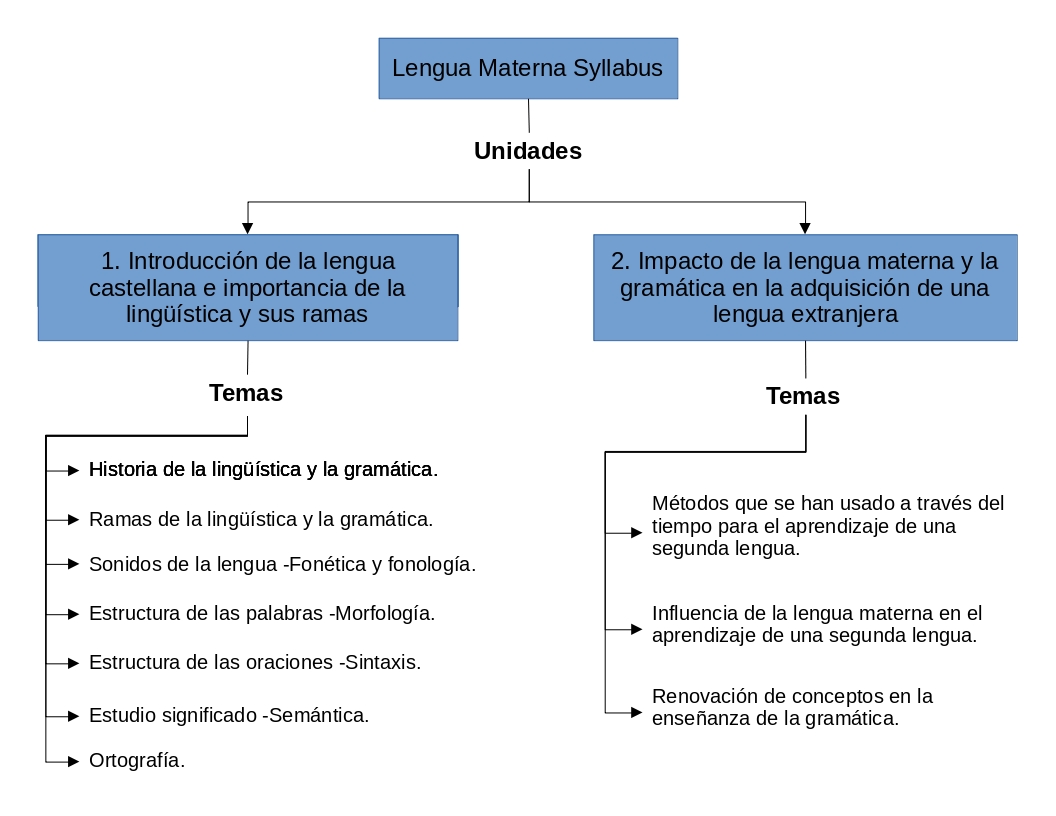 Lengua Materna Syllabus
Unidades
1. Introducción de la lengua
castellana e importancia de la
lingüística y sus ramas
Temas
Historia de la lingüística y la gramática.
Ramas de la lingüística y la gramática.
Sonidos de la lengua -Fonética y fonología.
Estructura de las palabras -Morfología.
Estructura de las oraciones -Sintaxis.
Estudio significado -Semántica.
Ortografía.
2. Impacto de la lengua materna y la
gramática en la adquisición de una
lengua extranjera
Temas
Métodos que se han usado a través del
tiempo para el aprendizaje de una
segunda lengua.
Influencia de la lengua materna en el
aprendizaje de una segunda lengua.
Renovación de conceptos en la
enseñanza de la gramática.